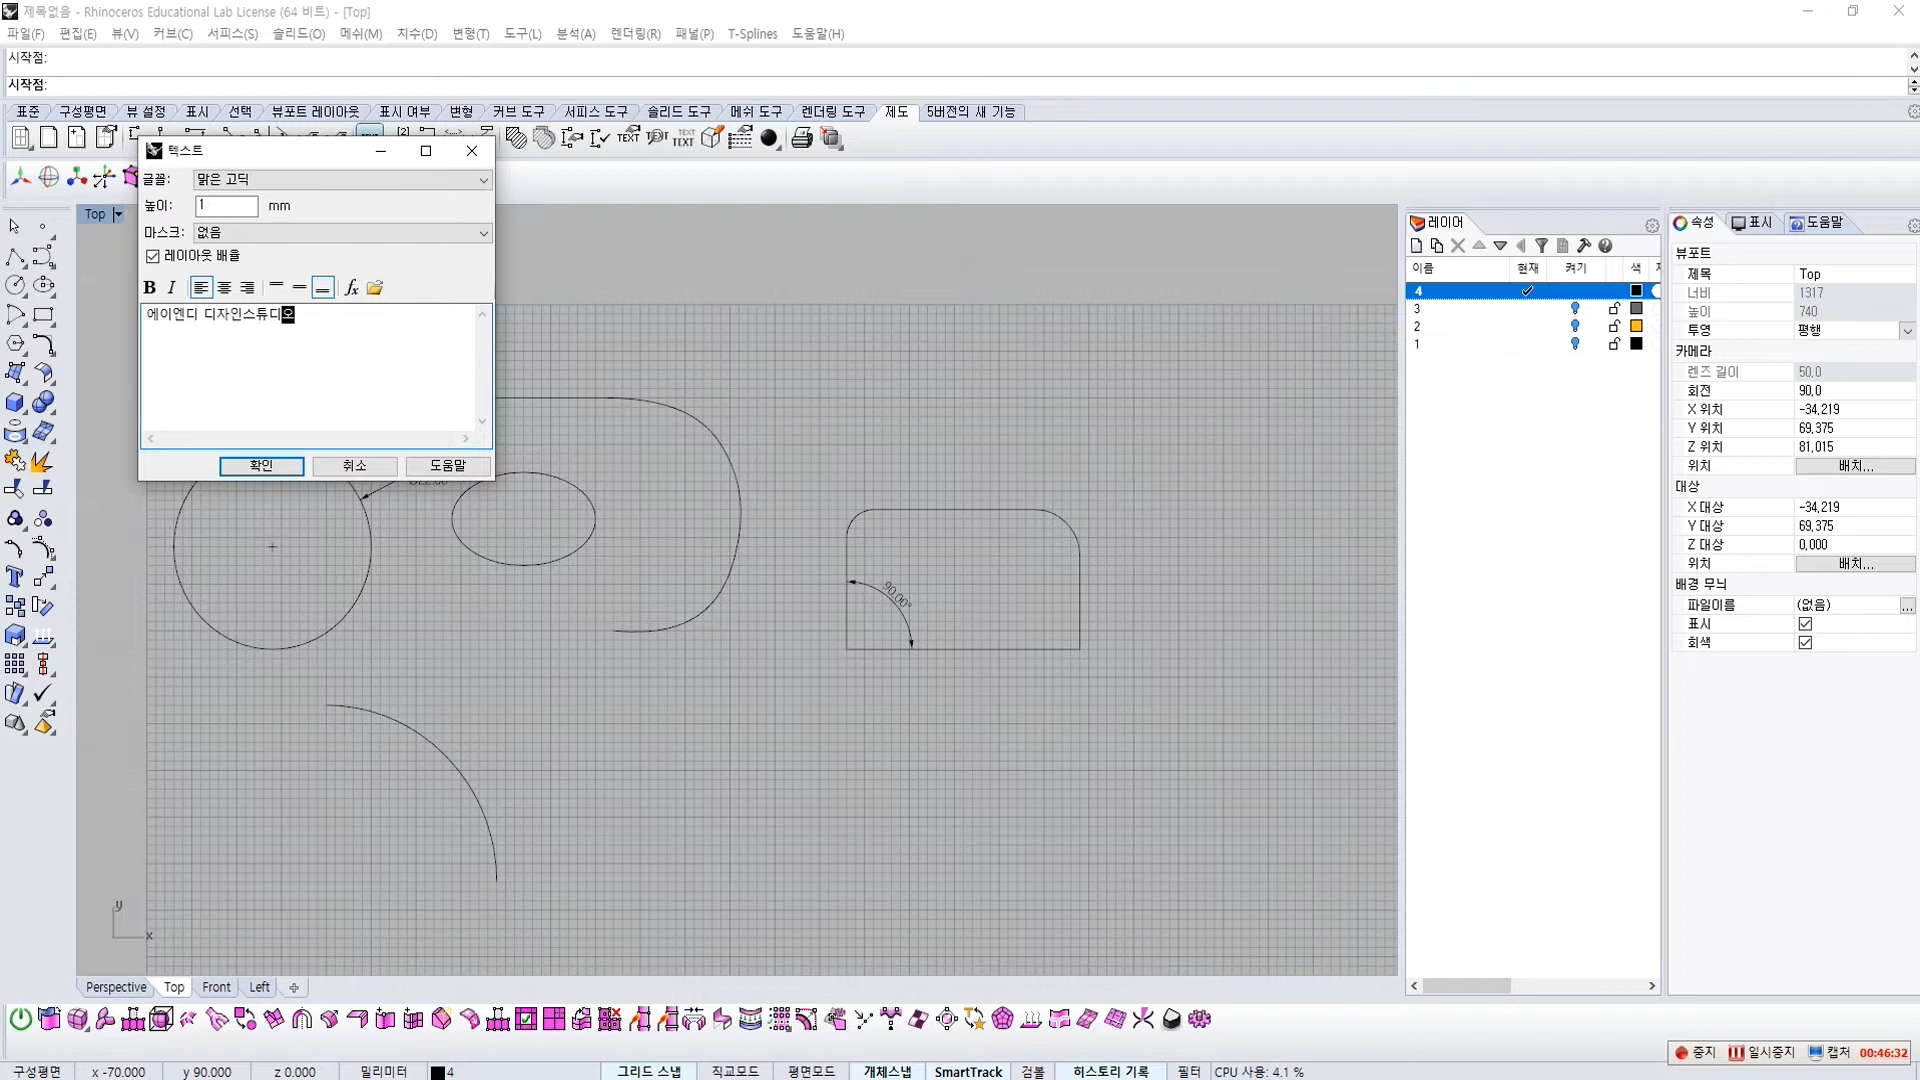 제목없음 - Rhinoceros Educational Lab License (64 비트) - [Top]
파일(F) 편집(E) 뷰(V) 커브(C) 서피스(S) 솔리드(O) 메쉬(M) 치수(D) 변형(T) 도구(L) 분석(A) 렌더링(R) 패널(P) T-Splines 도움말(H)
시작점:
시작점:
표준 구성평면 뷰 설정 표시 선택 뷰포트 레이아웃 표시 여부 변형 커브 도구 서피스 도구 솔리드 도구 메쉬 도구 렌더링 도구 제도 5버전의 새 기능
텍스트
글꼴: 맑은 고딕
높이: 1 mm
마스크: 없음
레이아웃 배율
B I fx
에이엔디 디자인스튜디오
확인 취소 도움말
Top
90.00°
y
x
레이어
이름 현재 켜기 색
4
3
2
1
속성 표시 도움말
뷰포트
제목 Top
너비 1317
높이 740
투영 평행
카메라
렌즈 길이 50,0
회전 90,0
X 위치 -34,219
Y 위치 69,375
Z 위치 81,015
위치 배치...
대상
X 대상 -34,219
Y 대상 69,375
Z 대상 0,000
위치 배치...
배경 무늬
파일이름 (없음) ...
표시
회색
Perspective Top Front Left
중지 일시중지 캡처 00:46:32
구성평면 x -70.000 y 90.000 z 0.000 밀리미터 4 그리드 스냅 직교모드 평면모드 개체스냅 SmartTrack 검볼 히스토리 기록 필터 CPU 사용: 4.1 %